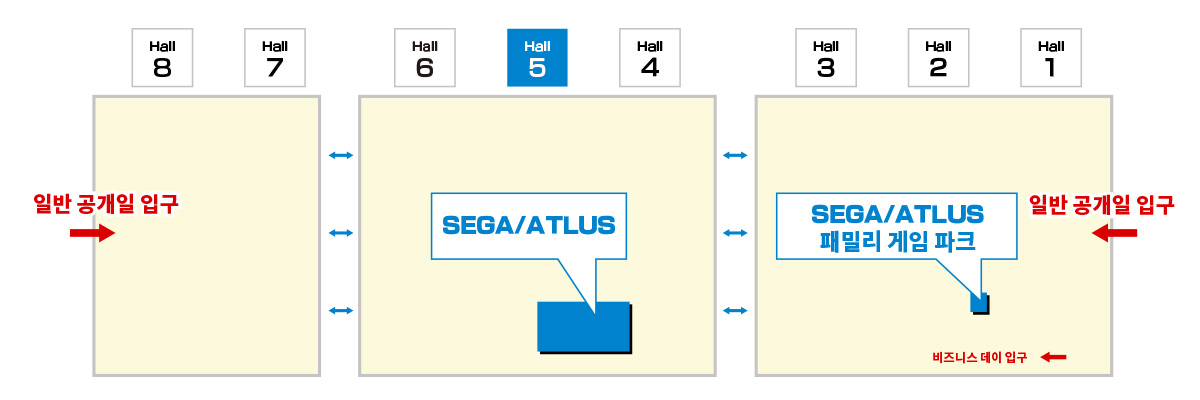 Hall
8
Hall
7
Hall
6
Hall
5
Hall
4
Hall
3
Hall
2
Hall
1
일반 공개일 입구
SEGA/ATLUS
SEGA/ATLUS
패밀리 게임 파크
일반 공개일 입구
비즈니스 데이 입구